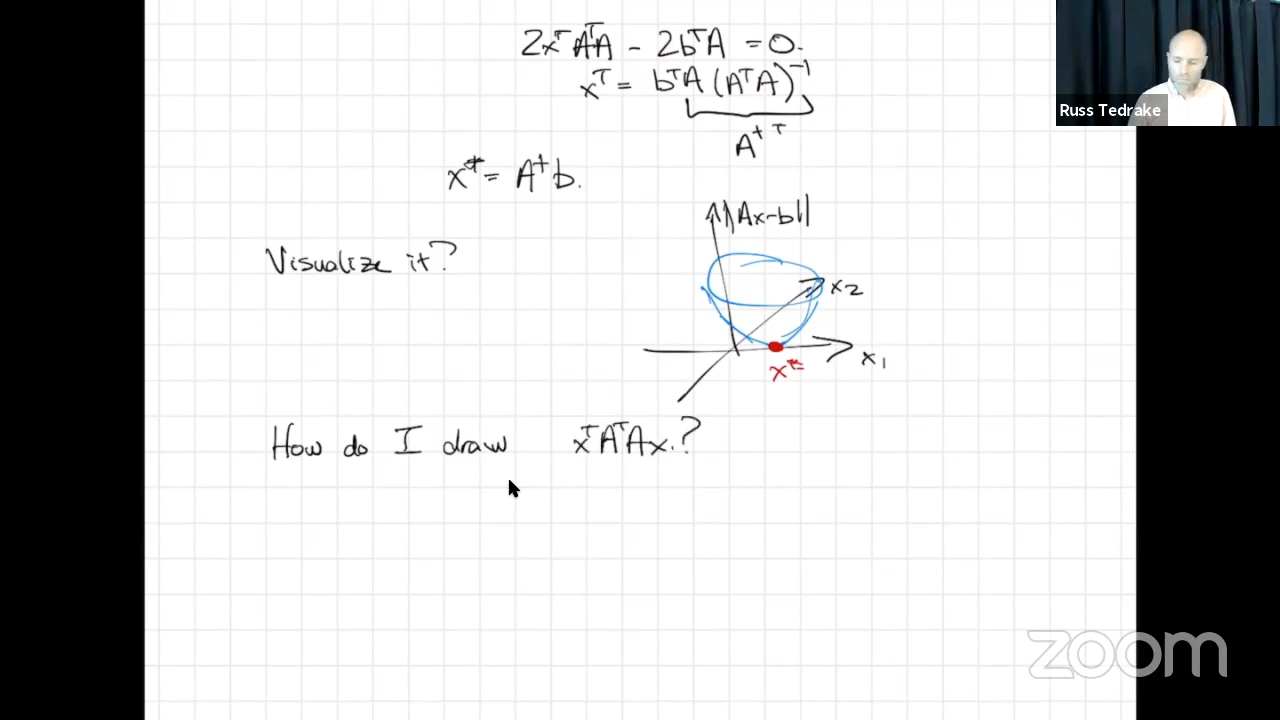 2xᵀAᵀA - 2bᵀA = 0.
xᵀ = bᵀA (AᵀA)⁻¹
A⁺ᵀ
x* = A⁺b.
Visualize it?
||Ax-b||
x₂
x₁
x*
How do I draw xᵀAᵀAx.?
Russ Tedrake
zoom